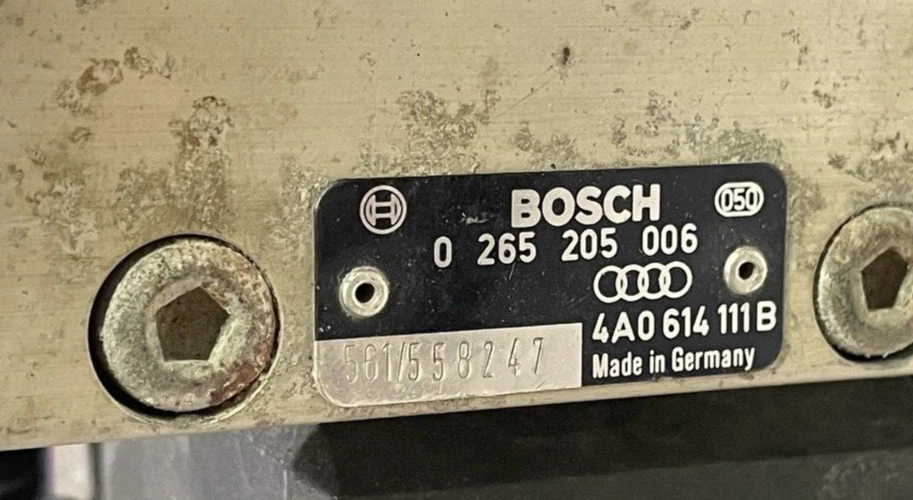 BOSCH
050
0 265 205 006
4A0 614 111 B
561/558247
Made in Germany